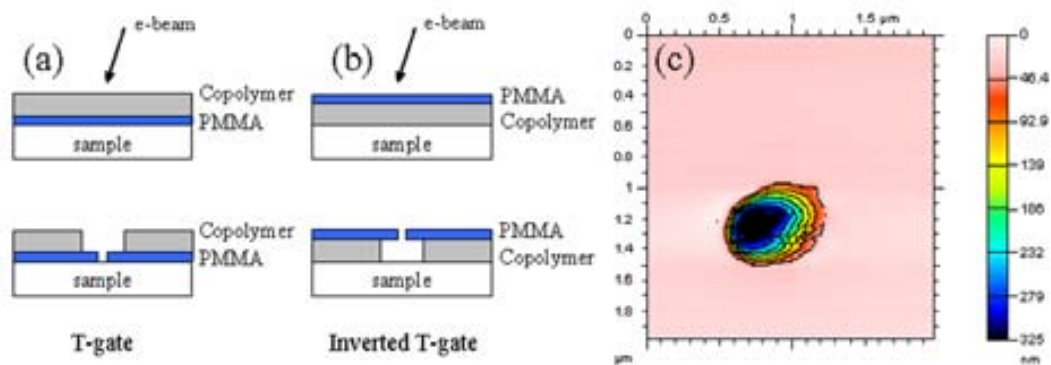 (a)
e-beam
Copolymer
PMMA
sample
Copolymer
PMMA
sample
T-gate
(b)
e-beam
PMMA
Copolymer
sample
PMMA
Copolymer
sample
Inverted T-gate
(c)
0 0.5 1 1.5 µm
0
0.2
0.4
0.6
0.8
1
1.2
1.4
1.6
1.8
µm
0
46.4
92.9
139
186
232
279
325
nm